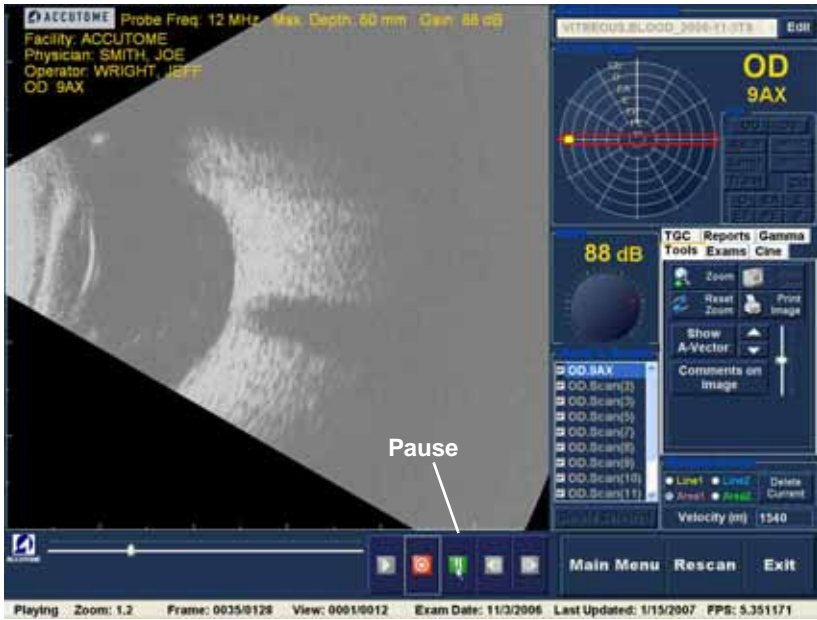 ACCUTOME Probe Freq: 12 MHz Max. Depth: 60 mm Gain: 88 dB
Facility: ACCUTOME
Physician: SMITH, JOE
Operator: WRIGHT, JEFF
OD 9AX
Edit
OD
9AX
88 dB
TGC Reports Gamma
Tools Exams Cine
Zoom
Reset Zoom
Print Image
Show A-Vector
Comments on Image
OD.9AX
OD.Scan(2)
OD.Scan(3)
OD.Scan(5)
OD.Scan(7)
OD.Scan(8)
OD.Scan(9)
OD.Scan(10)
OD.Scan(11)
Line1 Line2 Delete Current
Area1 Area2
Velocity (m) 1540
Pause
ACCUTOME
Main Menu Rescan Exit
Playing Zoom: 1.2 Frame: 0035/0128 View: 0001/0012 Exam Date: 11/3/2006 Last Updated: 1/15/2007 FPS: 5.351171